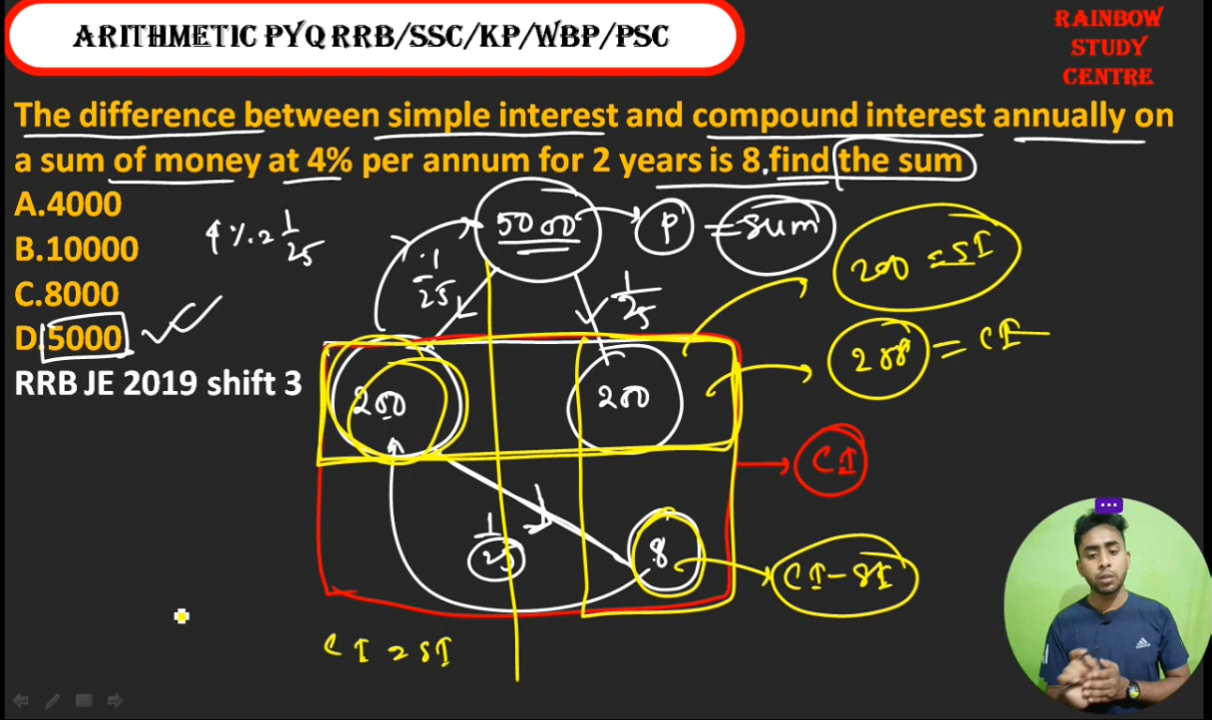 ARITHMETIC PYQ RRB/SSC/KP/WBP/PSC
RAINBOW
STUDY
CENTRE
The difference between simple interest and compound interest annually on
a sum of money at 4% per annum for 2 years is 8,find the sum
A.4000
B.10000
C.8000
D.5000
RRB JE 2019 shift 3
4%=1/25
5000
P = sum
200 = SI
1/25
1/25
200
200
= CI
CI
1/25
8
CI-SI
CI = SI